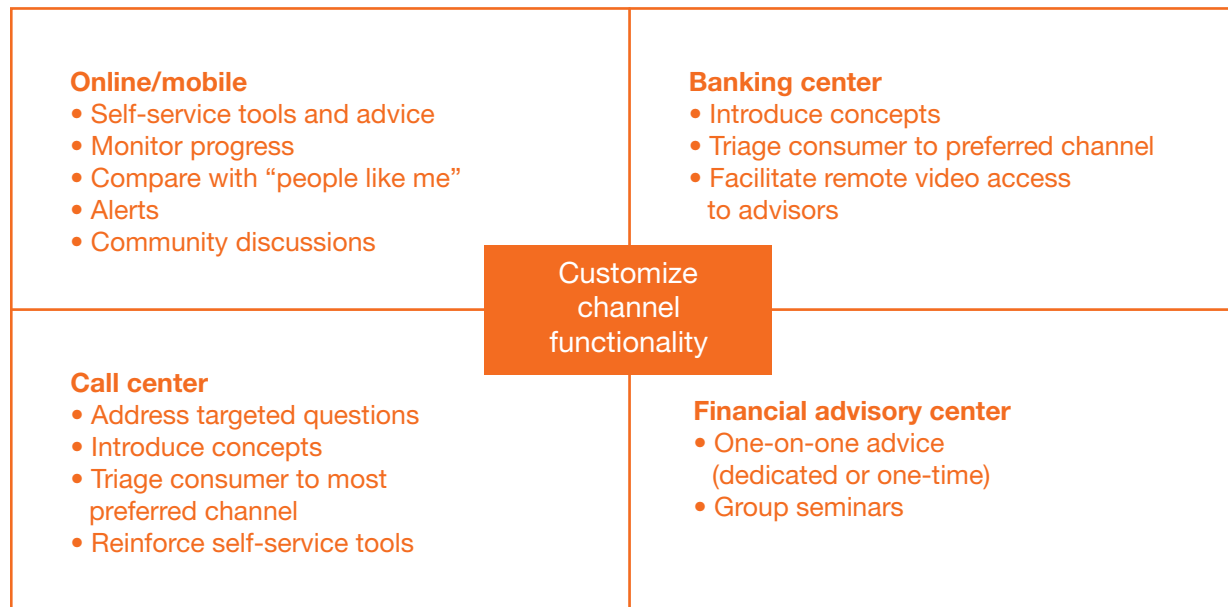 Online/mobile
• Self-service tools and advice
• Monitor progress
• Compare with “people like me”
• Alerts
• Community discussions
Banking center
• Introduce concepts
• Triage consumer to preferred channel
• Facilitate remote video access
to advisors
Customize
channel
functionality
Call center
• Address targeted questions
• Introduce concepts
• Triage consumer to most
preferred channel
• Reinforce self-service tools
Financial advisory center
• One-on-one advice
(dedicated or one-time)
• Group seminars